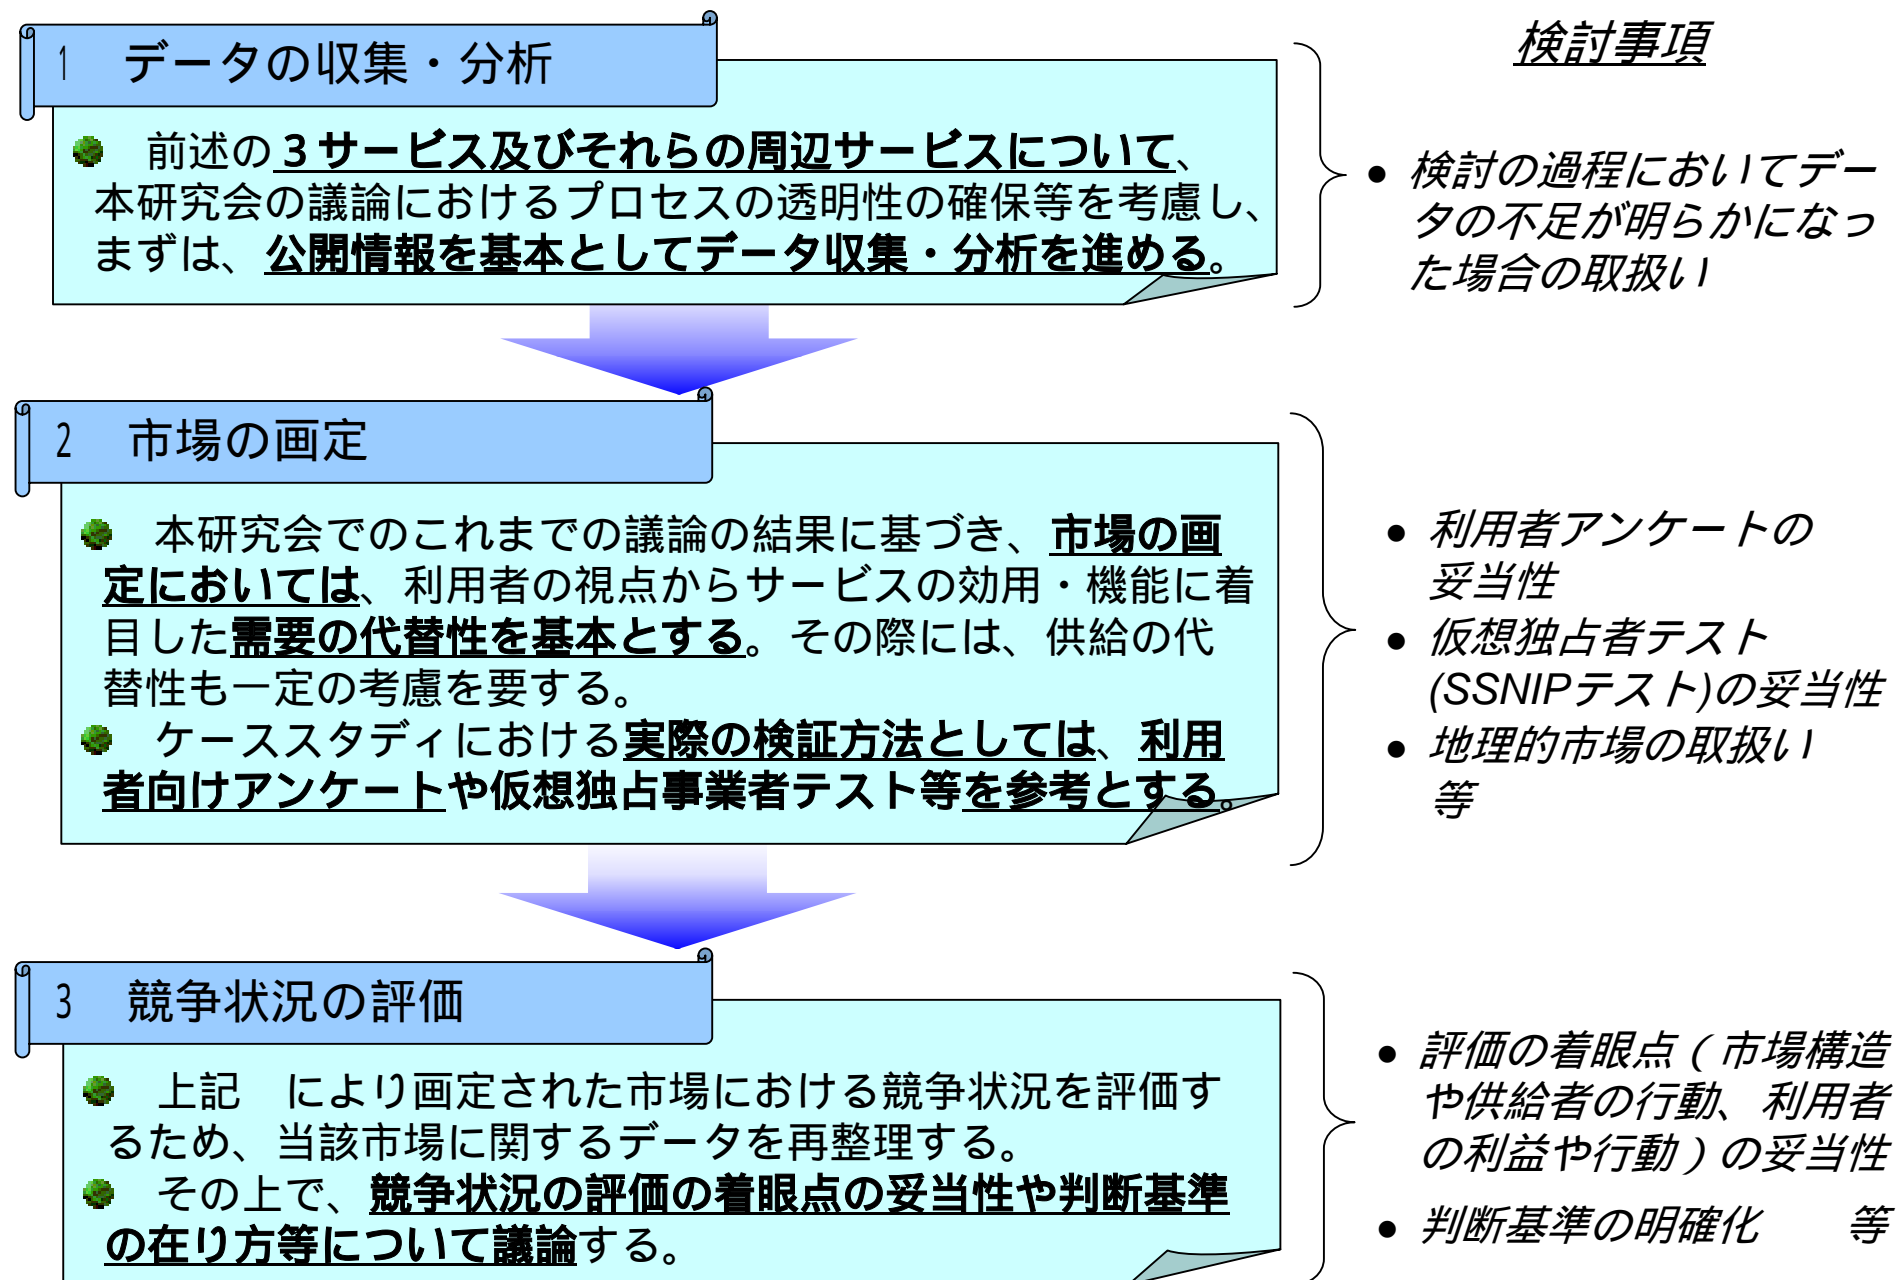 1 データの収集・分析
前述の３サービス及びそれらの周辺サービスについて、
本研究会の議論におけるプロセスの透明性の確保等を考慮し、
まずは、公開情報を基本としてデータ収集・分析を進める。
検討事項
● 検討の過程においてデー
タの不足が明らかになっ
た場合の取扱い
2 市場の画定
本研究会でのこれまでの議論の結果に基づき、市場の画
定においては、利用者の視点からサービスの効用・機能に着
目した需要の代替性を基本とする。その際には、供給の代
替性も一定の考慮を要する。
ケーススタディにおける実際の検証方法としては、利用
者向けアンケートや仮想独占事業者テスト等を参考とする。
● 利用者アンケートの
妥当性
● 仮想独占者テスト
(SSNIPテスト)の妥当性
● 地理的市場の取扱い
等
3 競争状況の評価
上記　により画定された市場における競争状況を評価す
るため、当該市場に関するデータを再整理する。
その上で、競争状況の評価の着眼点の妥当性や判断基準
の在り方等について議論する。
● 評価の着眼点（市場構造
や供給者の行動、利用者
の利益や行動）の妥当性
● 判断基準の明確化　等